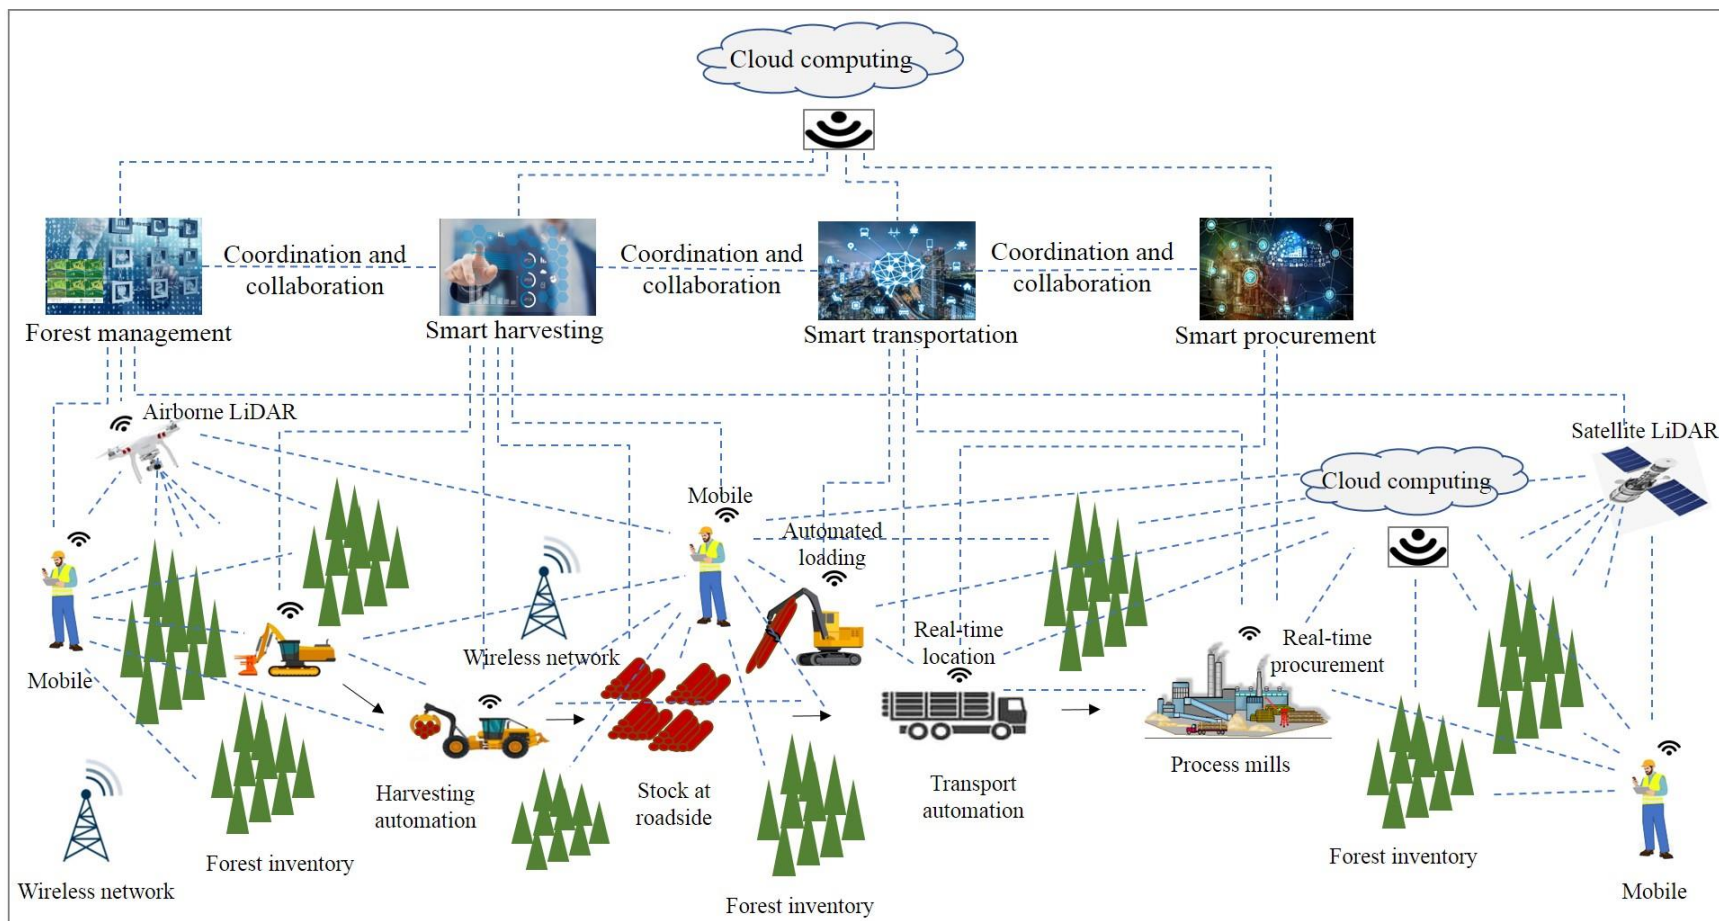 Cloud computing
Coordination and
collaboration
Coordination and
collaboration
Coordination and
collaboration
Forest management
Smart harvesting
Smart transportation
Smart procurement
Airborne LiDAR
Satellite LiDAR
Cloud computing
Mobile
Automated
loading
Real-time
location
Real-time
procurement
Wireless network
Mobile
Process mills
Harvesting
automation
Stock at
roadside
Transport
automation
Forest inventory
Forest inventory
Forest inventory
Wireless network
Mobile